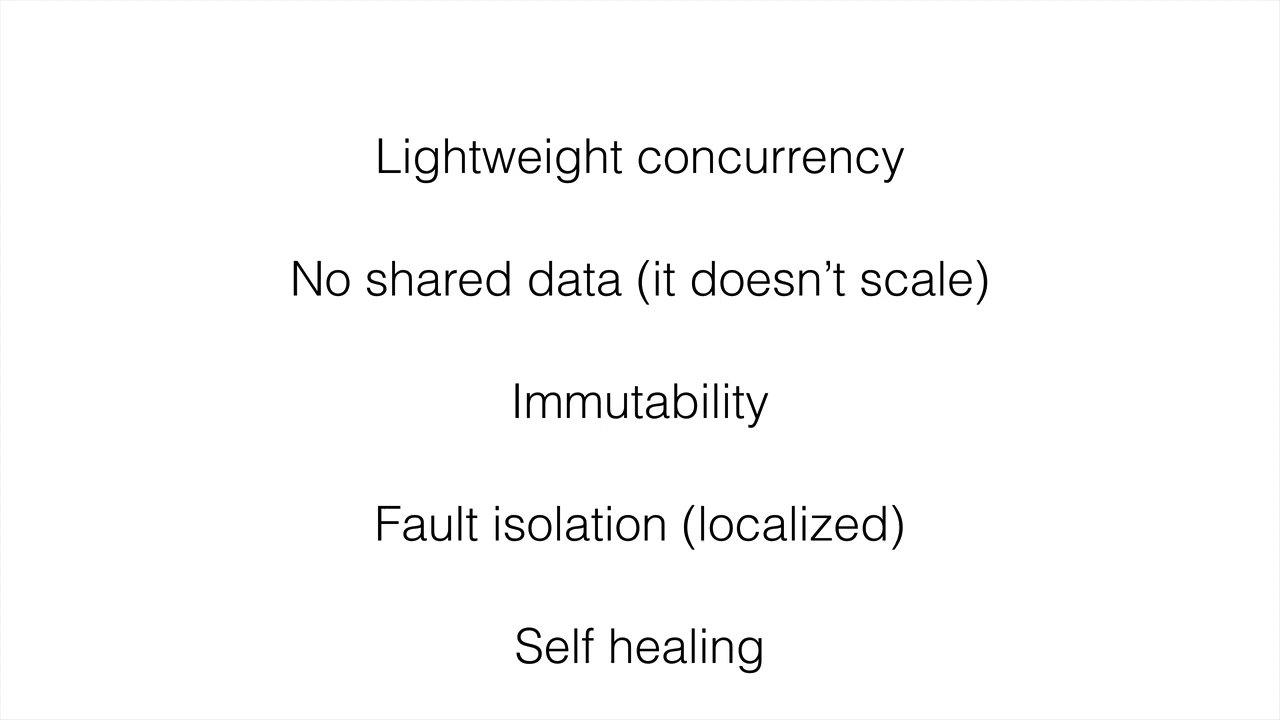 Lightweight concurrency
No shared data (it doesn’t scale)
Immutability
Fault isolation (localized)
Self healing